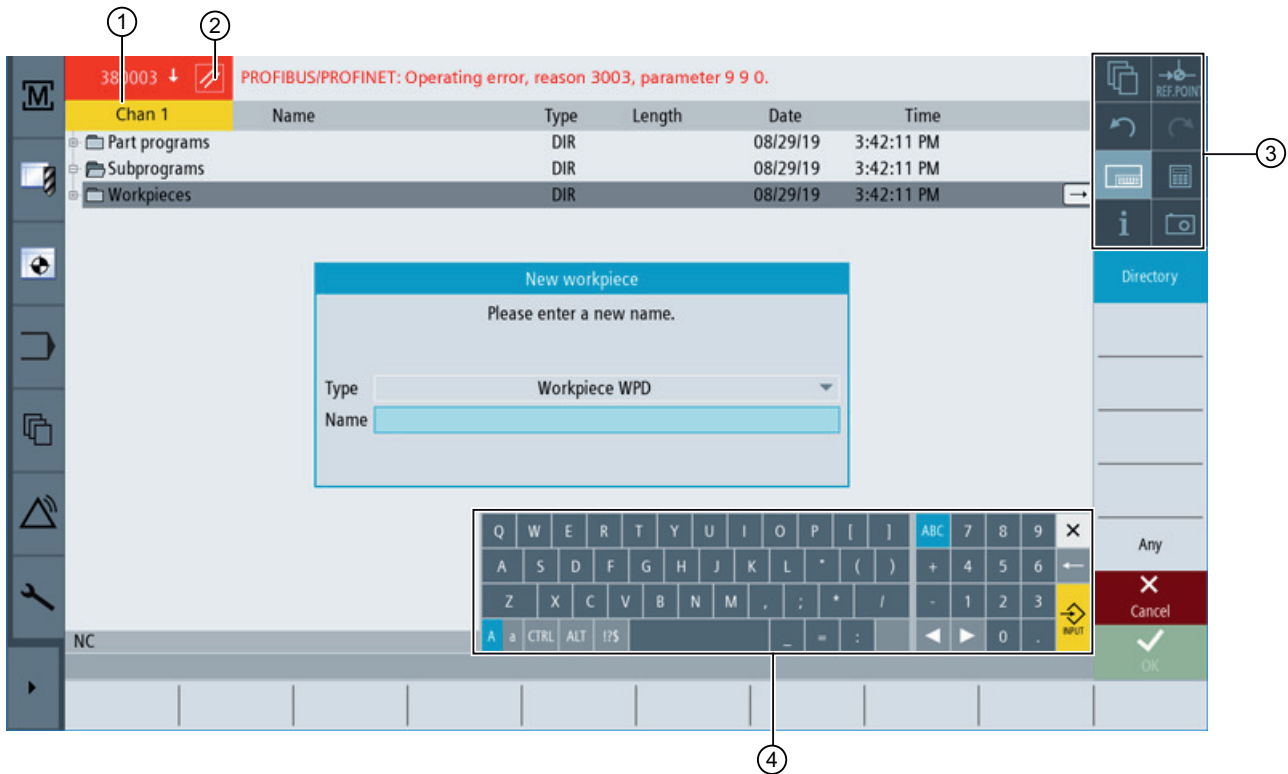 1 2
380003 PROFIBUS/PROFINET: Operating error, reason 3003, parameter 9 9 0.
M
REF.POINT
Chan 1 Name Type Length Date Time
Part programs DIR 08/29/19 3:42:11 PM
Subprograms DIR 08/29/19 3:42:11 PM
Workpieces DIR 08/29/19 3:42:11 PM
3
i
New workpiece
Directory
Please enter a new name.
Type Workpiece WPD
Name
Q W E R T Y U I O P [ ] ABC 7 8 9
Any
A S D F G H J K L " ( ) + 4 5 6
Z X C V B N M , ; * / - 1 2 3
INPUT
Cancel
NC
A a CTRL ALT !?$ _ = : 0 .
OK
4